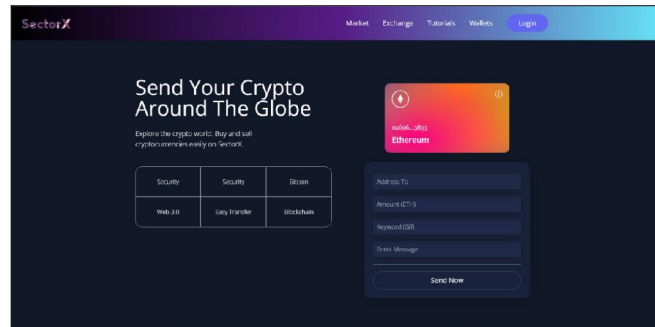 SectorX
Market Exchange Tutorials Wallets Login
Send Your Crypto
Around The Globe
Explore the crypto world. Buy and sell
cryptocurrencies easily on SectorX.
Security Security Bitcoin
Web 3.0 Easy Transfer Blockchain
0x696...3833
Ethereum
Address To
Amount (ETH)
Keyword (Gif)
Enter Message
Send Now